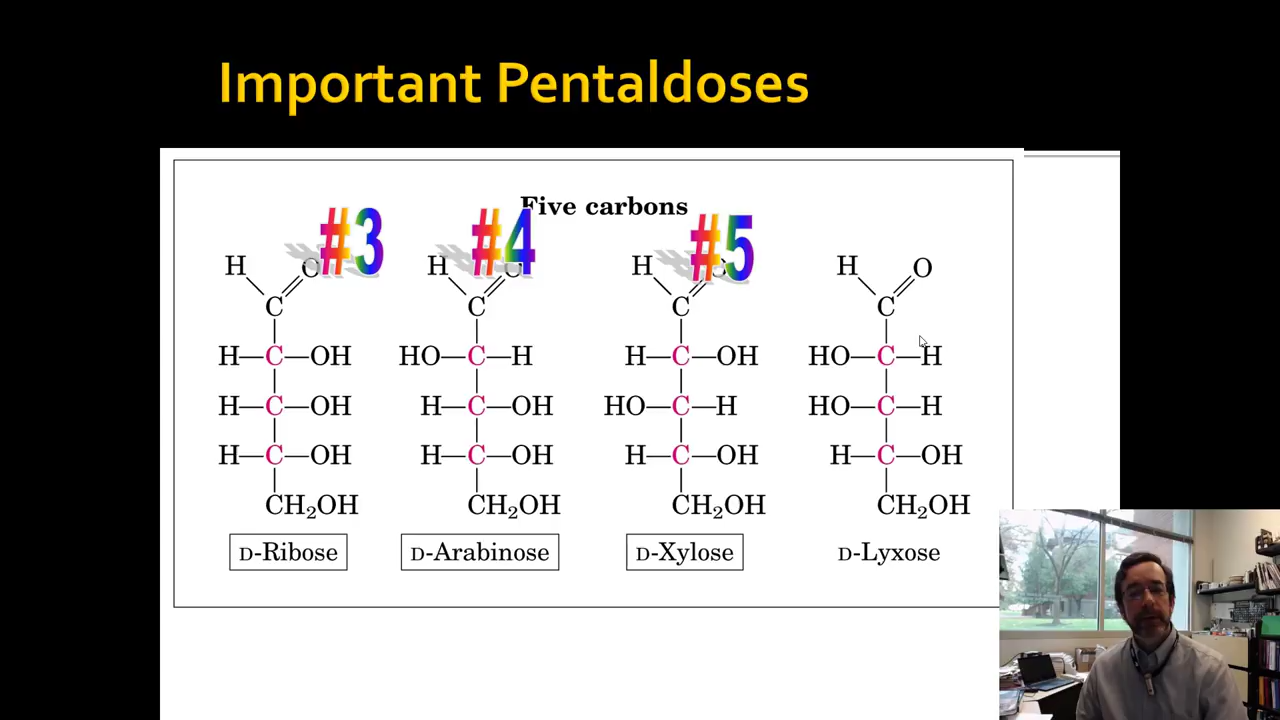 Important Pentaldoses
Five carbons
#3 #4 #5
H O H O H C H O
C C C C
H—C—OH HO—C—H H—C—OH HO—C—H
H—C—OH H—C—OH HO—C—H HO—C—H
H—C—OH H—C—OH H—C—OH H—C—OH
CH₂OH CH₂OH CH₂OH CH₂OH
D-Ribose D-Arabinose D-Xylose D-Lyxose